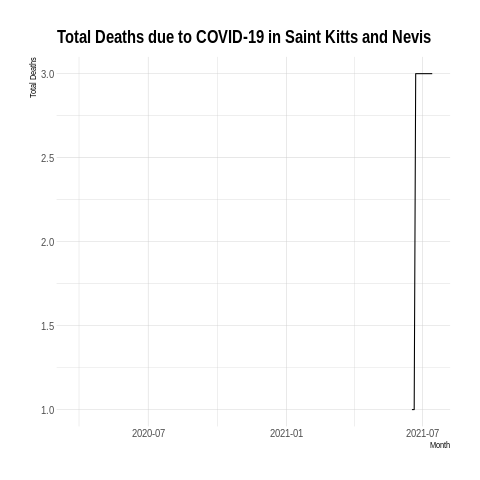 Total Deaths due to COVID-19 in Saint Kitts and Nevis
Total Deaths
3.0
2.5
2.0
1.5
1.0
2020-07 2021-01 2021-07
Month